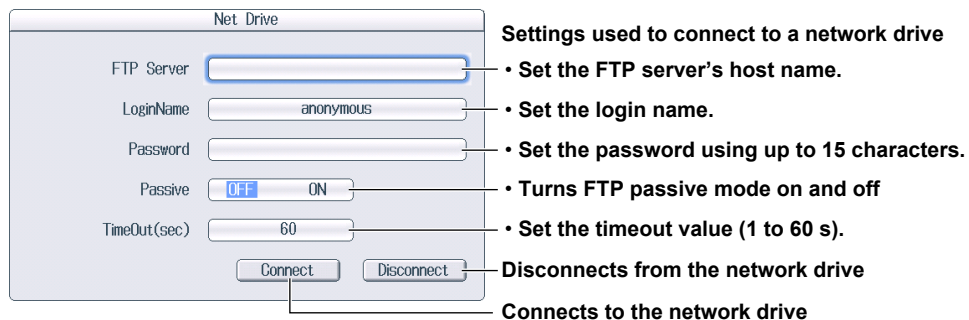 Net Drive
Settings used to connect to a network drive
FTP Server
• Set the FTP server's host name.
LoginName anonymous
• Set the login name.
Password
• Set the password using up to 15 characters.
Passive OFF ON
• Turns FTP passive mode on and off
TimeOut(sec) 60
• Set the timeout value (1 to 60 s).
Connect Disconnect
Disconnects from the network drive
Connects to the network drive